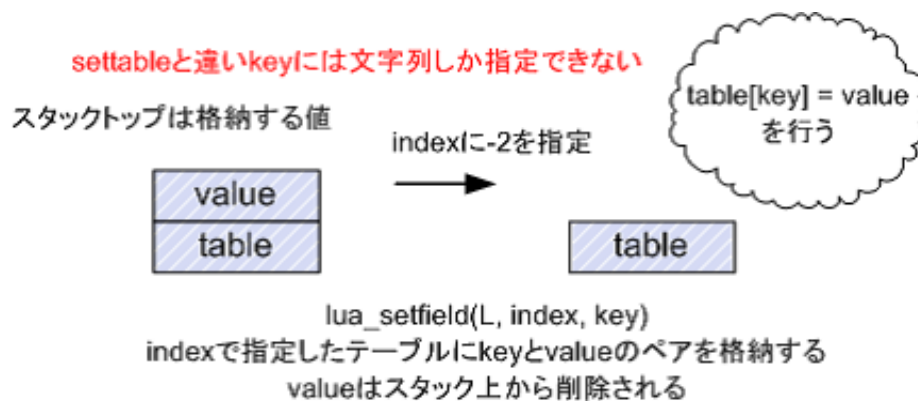 settableと違いkeyには文字列しか指定できない
table[key] = value
を行う
スタックトップは格納する値
indexに-2を指定
value
table
table
lua_setfield(L, index, key)
indexで指定したテーブルにkeyとvalueのペアを格納する
valueはスタック上から削除される